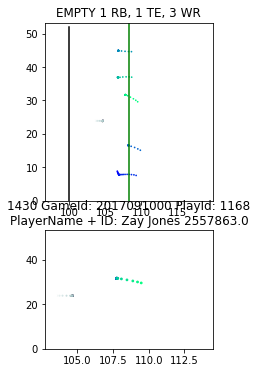 EMPTY 1 RB, 1 TE, 3 WR
50
40
30
20
10
0
100 105 110 115
1430 GameId: 2017091000 PlayId: 1168
PlayerName + ID: Zay Jones 2557863.0
40
20
0
105.0 107.5 110.0 112.5